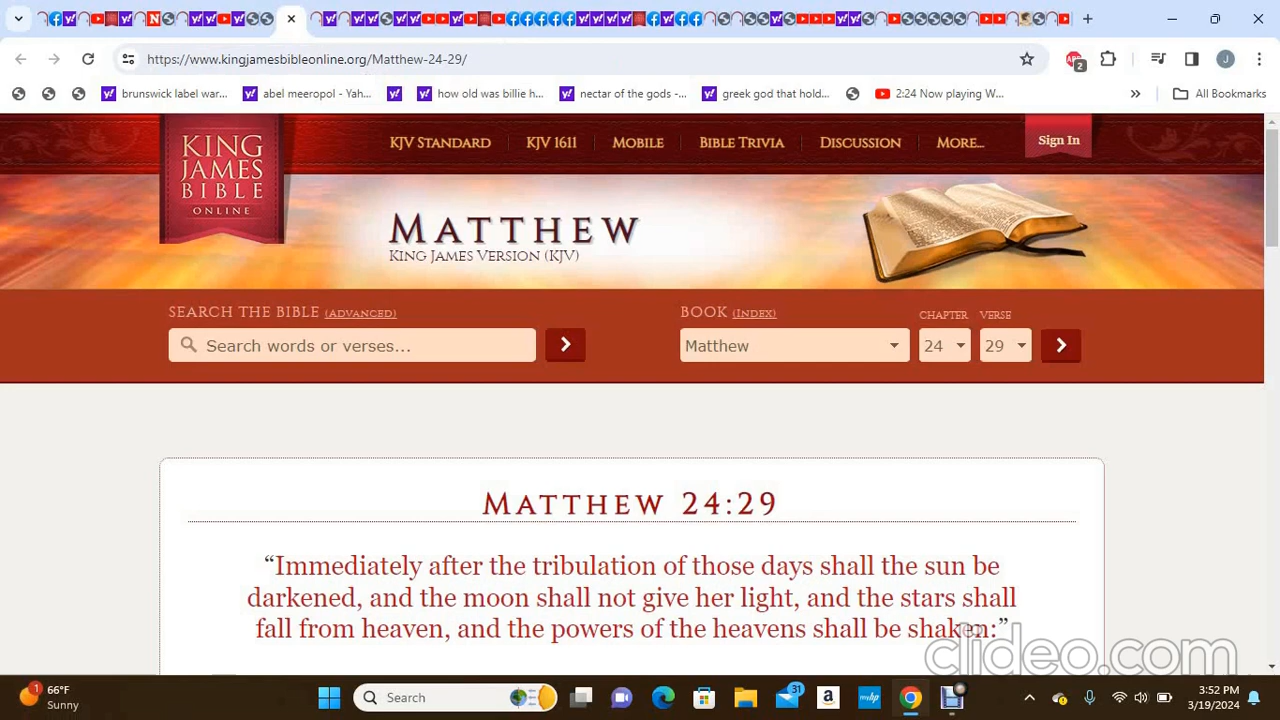 https://www.kingjamesbibleonline.org/Matthew-24-29/
2
J
brunswick label war...
abel meeropol - Yah...
how old was billie h...
nectar of the gods -...
greek god that hold...
2:24 Now playing W...
»
All Bookmarks
KING
JAMES
BIBLE
ONLINE
KJV Standard
KJV 1611
Mobile
Bible Trivia
Discussion
More...
Sign In
Matthew
King James Version (KJV)
SEARCH THE BIBLE (ADVANCED)
Search words or verses...
BOOK (Index)
CHAPTER
VERSE
Matthew
24
29
Matthew 24:29
“Immediately after the tribulation of those days shall the sun be
darkened, and the moon shall not give her light, and the stars shall
fall from heaven, and the powers of the heavens shall be shaken:”
clideo.com
1
66°F
Sunny
Search
31
3:52 PM
3/19/2024